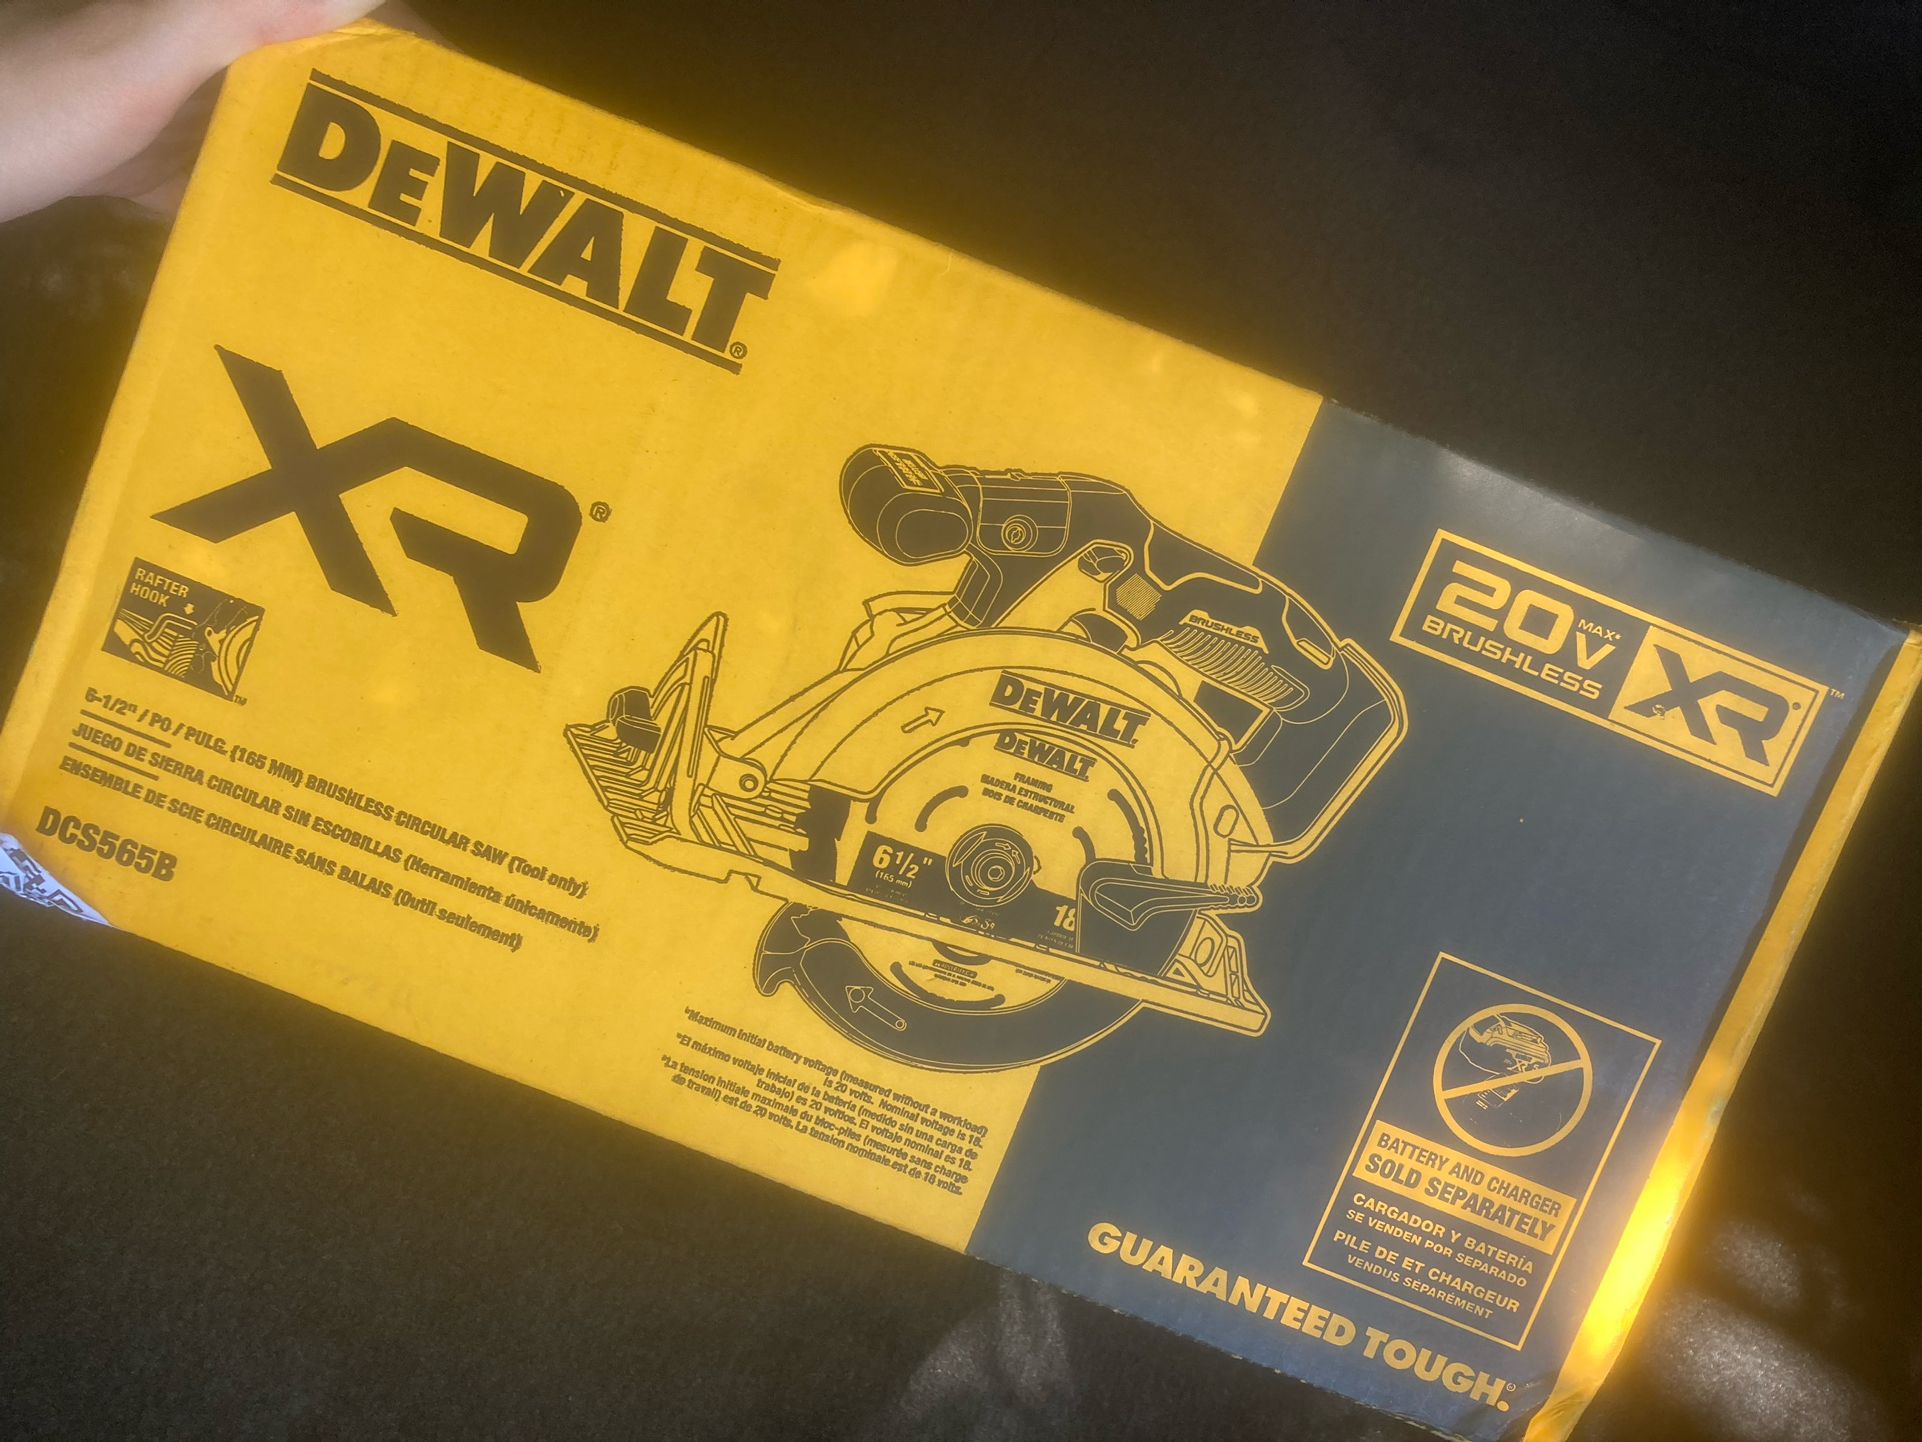 DEWALT®
XR®
RAFTER
HOOK
TM
6-1/2" / PO / PULG. (165 MM) BRUSHLESS CIRCULAR SAW (Tool only)
JUEGO DE SIERRA CIRCULAR SIN ESCOBILLAS (Herramienta únicamente)
ENSEMBLE DE SCIE CIRCULAIRE SANS BALAIS (Outil seulement)
DCS565B
BRUSHLESS
DEWALT
DEWALT
FRAMING
MADERA ESTRUCTURAL
BOIS DE CHARPENTE
6 1/2"
(165 mm)
18
20V MAX*
BRUSHLESS
XR®
TM
*Maximum initial battery voltage (measured without a workload)
is 20 volts. Nominal voltage is 18.
*El máximo voltaje inicial de la batería (medido sin una carga de
trabajo) es 20 voltios. El voltaje nominal es 18.
*La tension initiale maximale du bloc-piles (mesurée sans charge
de travail) est de 20 volts. La tension nominale est de 18 volts.
BATTERY AND CHARGER
SOLD SEPARATELY
CARGADOR Y BATERÍA
SE VENDEN POR SEPARADO
PILE DE ET CHARGEUR
VENDUS SÉPARÉMENT
GUARANTEED TOUGH.®